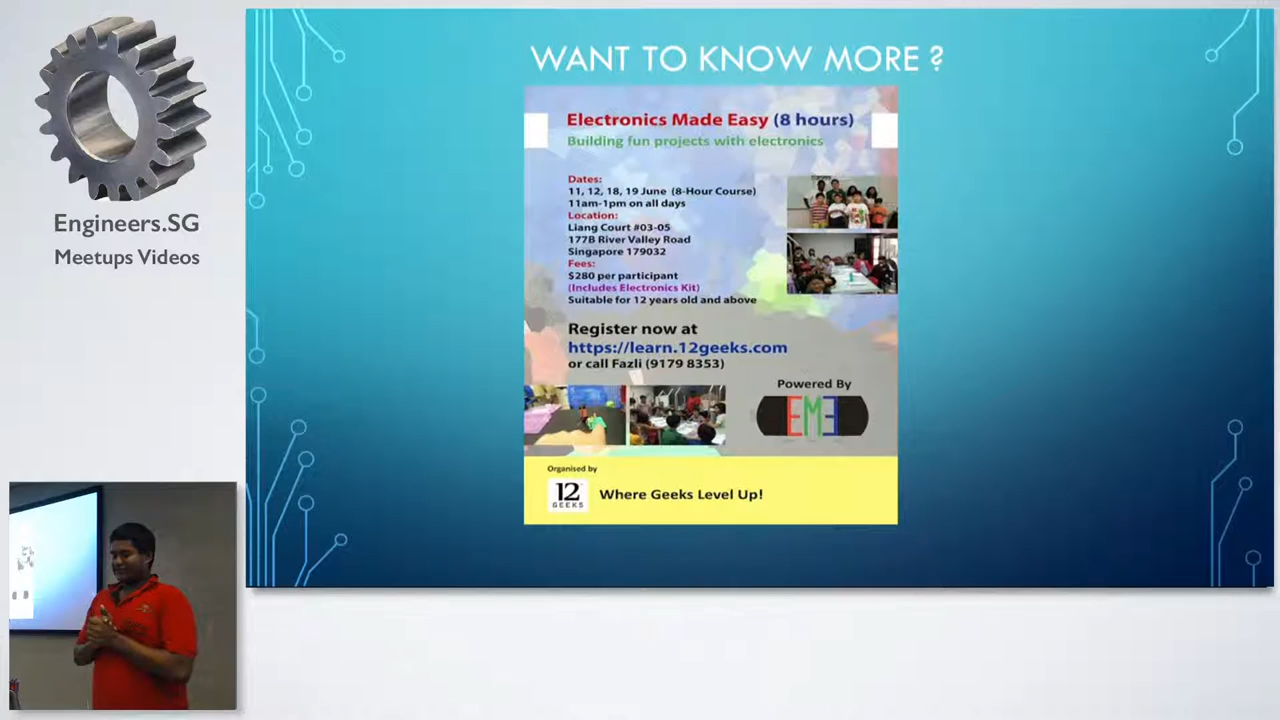 Engineers.SG
Meetups Videos
WANT TO KNOW MORE ?
Electronics Made Easy (8 hours)
Building fun projects with electronics
Dates:
11, 12, 18, 19 June (8-Hour Course)
11am-1pm on all days
Location:
Liang Court #03-05
177B River Valley Road
Singapore 179032
Fees:
$280 per participant
(Includes Electronics Kit)
Suitable for 12 years old and above
Register now at
https://learn.12geeks.com
or call Fazli (9179 8353)
Powered By
EME
Organised by
12
GEEKS
Where Geeks Level Up!